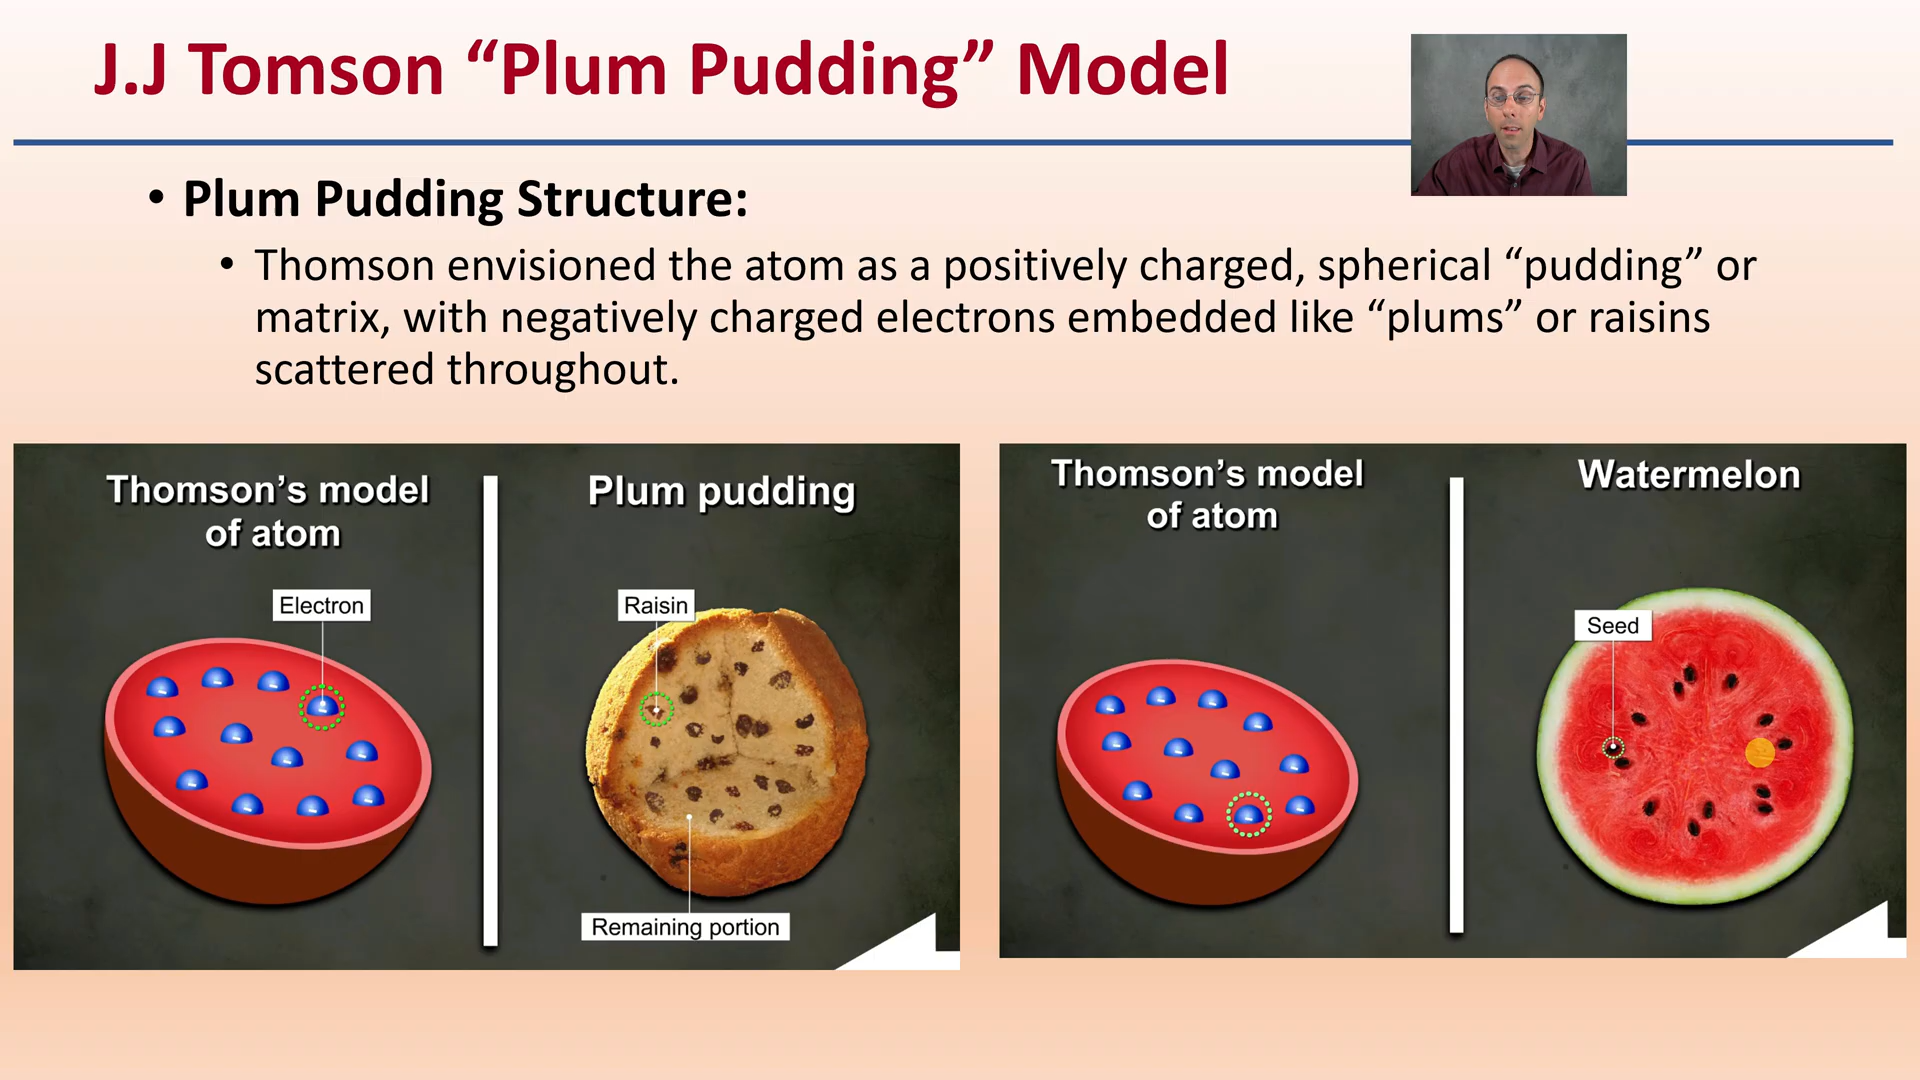 J.J Tomson “Plum Pudding” Model
• Plum Pudding Structure:
• Thomson envisioned the atom as a positively charged, spherical “pudding” or
matrix, with negatively charged electrons embedded like “plums” or raisins
scattered throughout.
Thomson’s model
of atom
Plum pudding
Electron
Raisin
Remaining portion
Thomson’s model
of atom
Watermelon
Seed